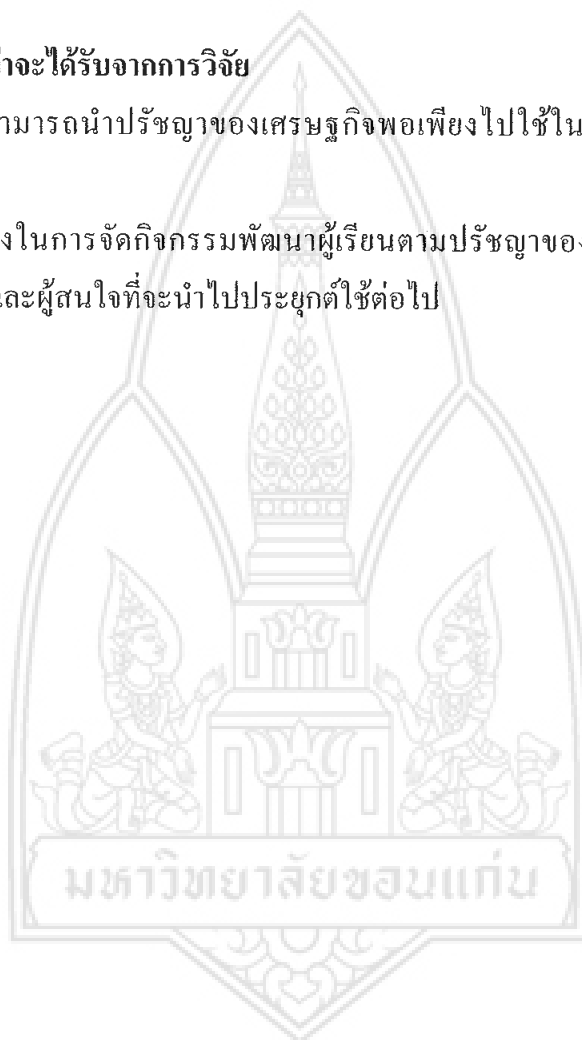 าจะได้รับจากการวิจัย
ามารถนำปรัชญาของเศรษฐกิจพอเพียงไปใช้ใน
งในการจัดกิจกรรมพัฒนาผู้เรียนตามปรัชญาของ
และผู้สนใจที่จะนำไปประยุกต์ใช้ต่อไป
มหาวิทยาลัยขอนแก่น